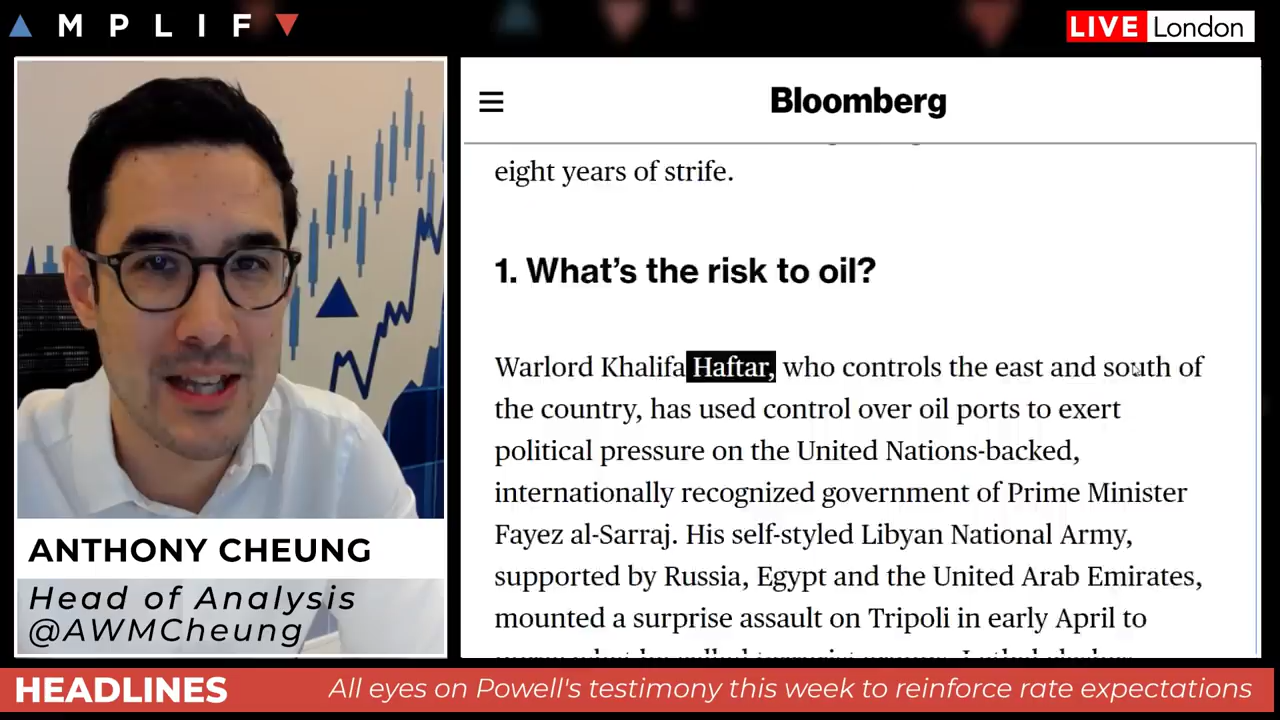 MPLIF
LIVE London
Bloomberg
eight years of strife.
1. What's the risk to oil?
Warlord Khalifa Haftar, who controls the east and south of
the country, has used control over oil ports to exert
political pressure on the United Nations-backed,
internationally recognized government of Prime Minister
Fayez al-Sarraj. His self-styled Libyan National Army,
supported by Russia, Egypt and the United Arab Emirates,
mounted a surprise assault on Tripoli in early April to
ANTHONY CHEUNG
Head of Analysis
@AWMCheung
HEADLINES All eyes on Powell's testimony this week to reinforce rate expectations